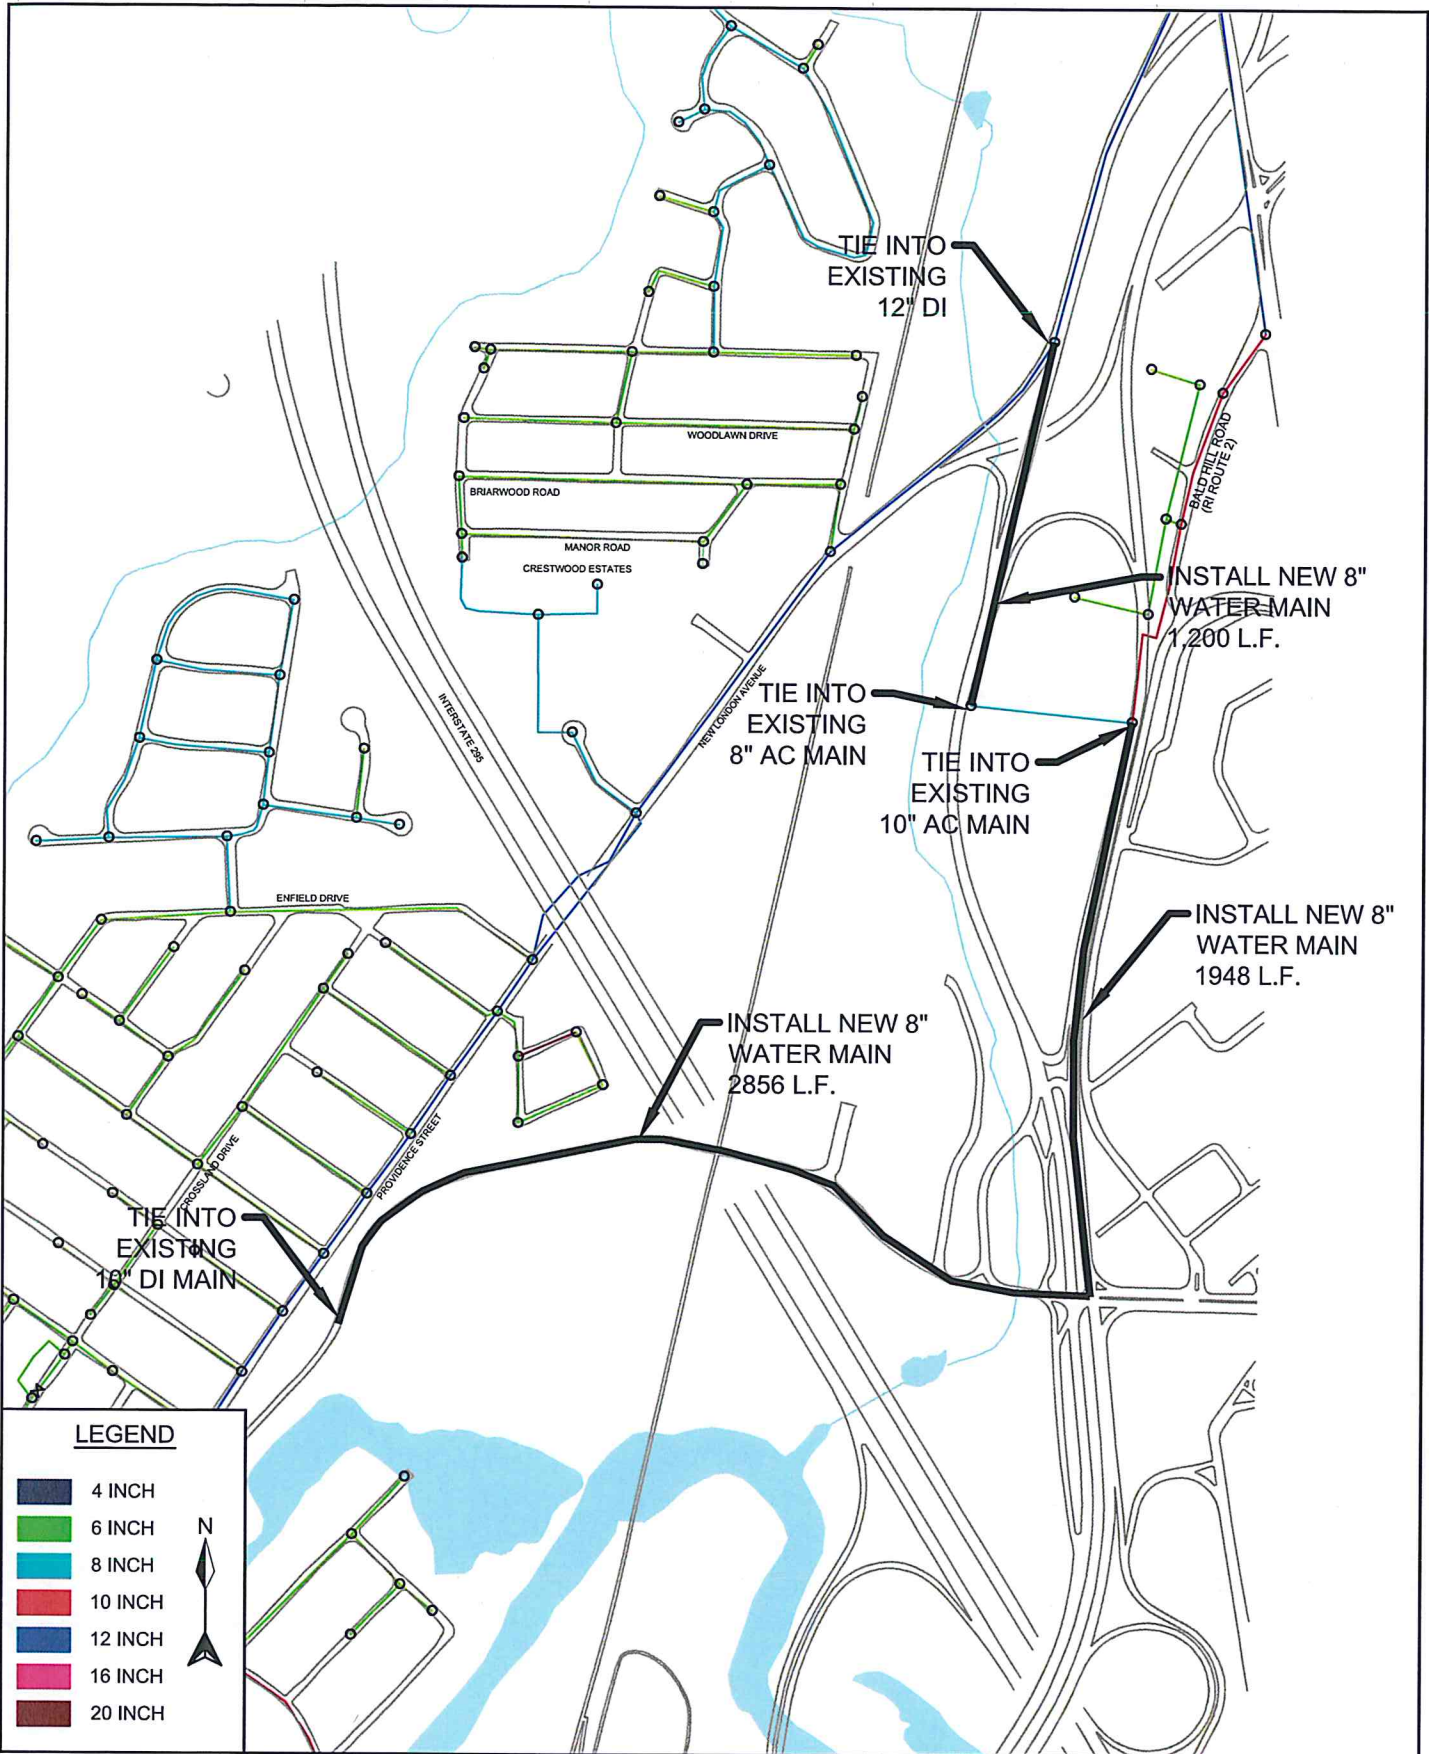 TIE INTO
EXISTING
12" DI
WOODLAWN DRIVE
BRIARWOOD ROAD
MANOR ROAD
CRESTWOOD ESTATES
BALD HILL ROAD
(RI ROUTE 2)
INSTALL NEW 8"
WATER MAIN
1,200 L.F.
INTERSTATE 295
NEW LONDON AVENUE
TIE INTO
EXISTING
8" AC MAIN
TIE INTO
EXISTING
10" AC MAIN
ENFIELD DRIVE
INSTALL NEW 8"
WATER MAIN
1948 L.F.
INSTALL NEW 8"
WATER MAIN
2856 L.F.
CROSSLAND DRIVE
PROVIDENCE STREET
TIE INTO
EXISTING
16" DI MAIN
LEGEND
4 INCH
6 INCH
8 INCH
10 INCH
12 INCH
16 INCH
20 INCH
N